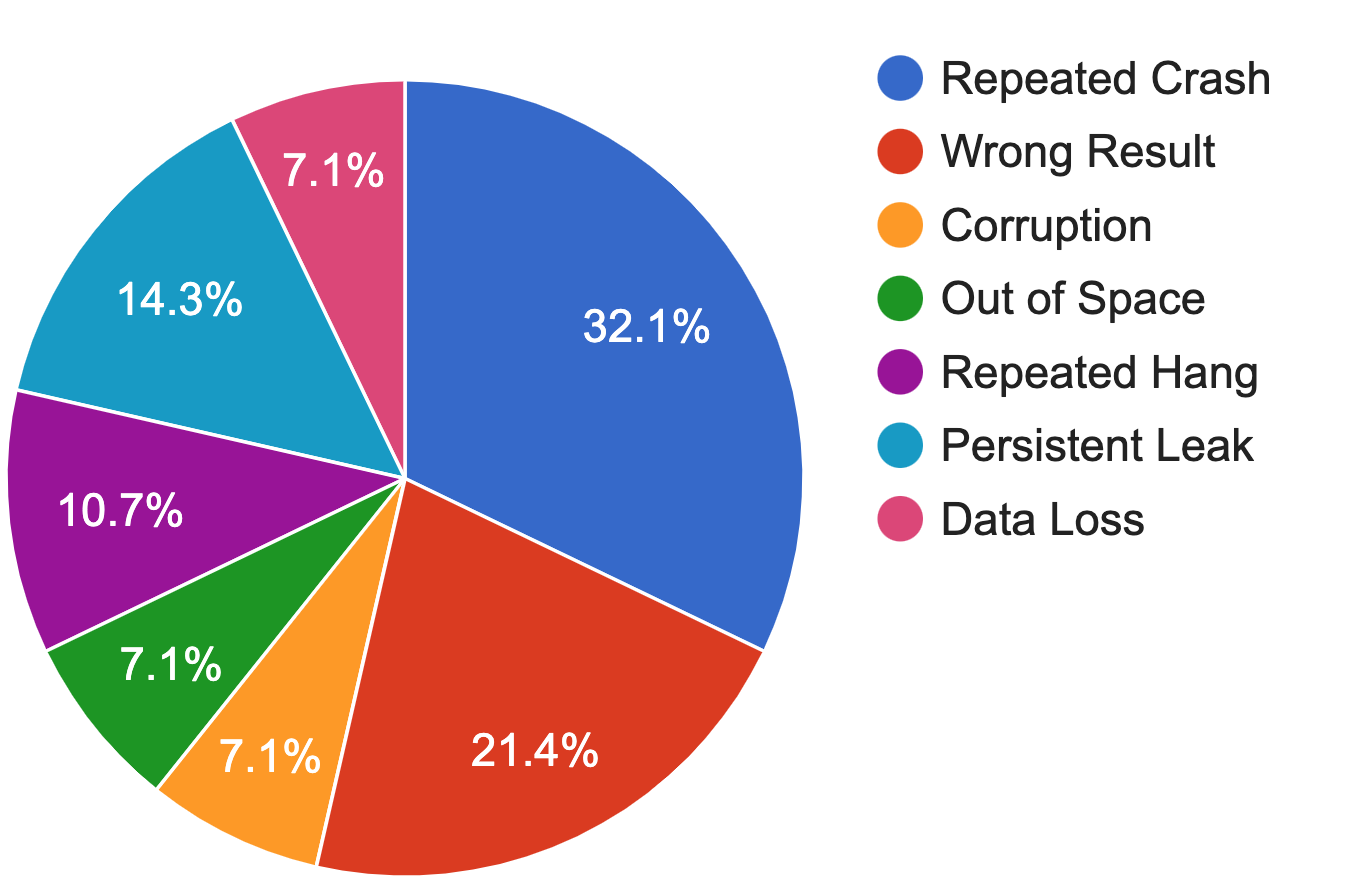 Repeated Crash
Wrong Result
Corruption
Out of Space
Repeated Hang
Persistent Leak
Data Loss
7.1%
14.3%
32.1%
10.7%
7.1%
7.1%
21.4%